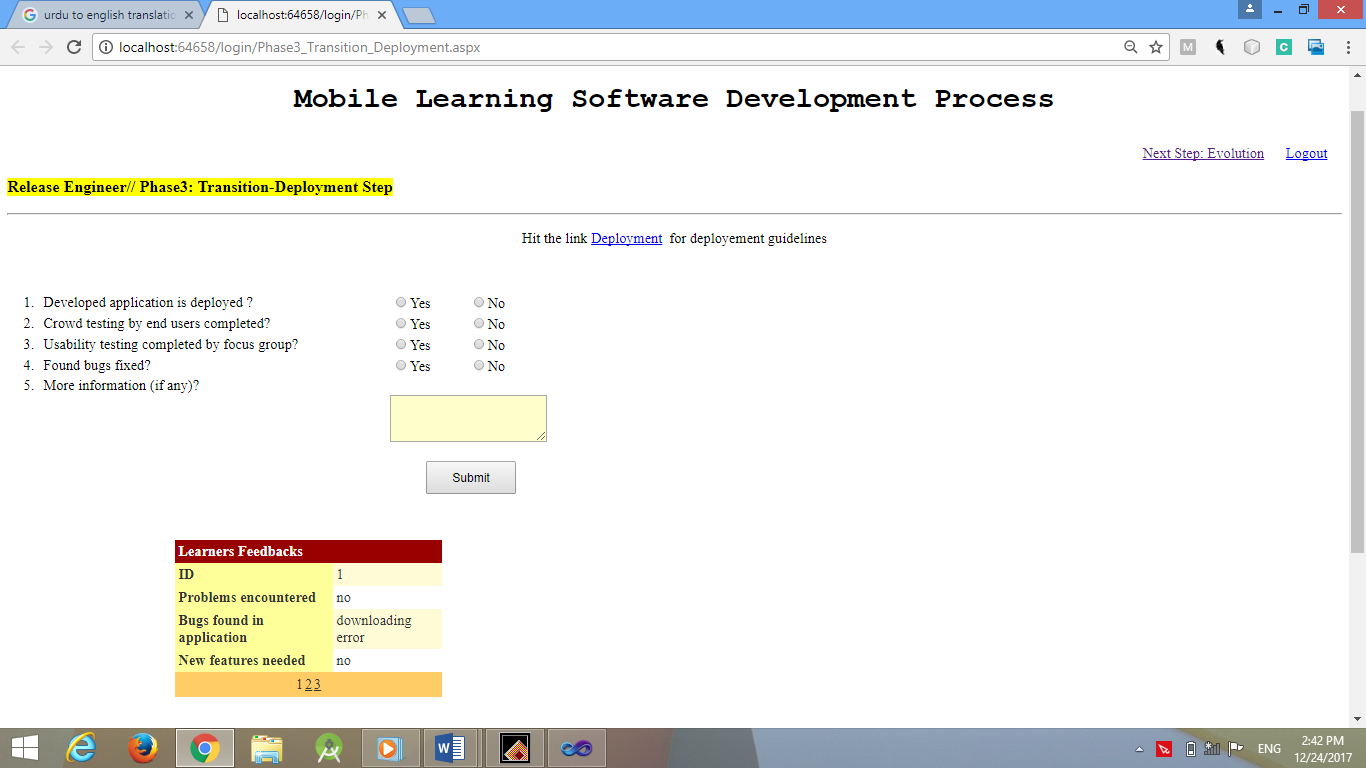 urdu to english translatic
localhost:64658/login/Ph
localhost:64658/login/Phase3_Transition_Deployment.aspx
Mobile Learning Software Development Process
Next Step: Evolution Logout
Release Engineer// Phase3: Transition-Deployment Step
Hit the link Deployment for deployement guidelines
1. Developed application is deployed ? Yes No
2. Crowd testing by end users completed? Yes No
3. Usability testing completed by focus group? Yes No
4. Found bugs fixed? Yes No
5. More information (if any)?
Submit
Learners Feedbacks
ID 1
Problems encountered no
Bugs found in application downloading error
New features needed no
1 2 3
ENG
2:42 PM
12/24/2017